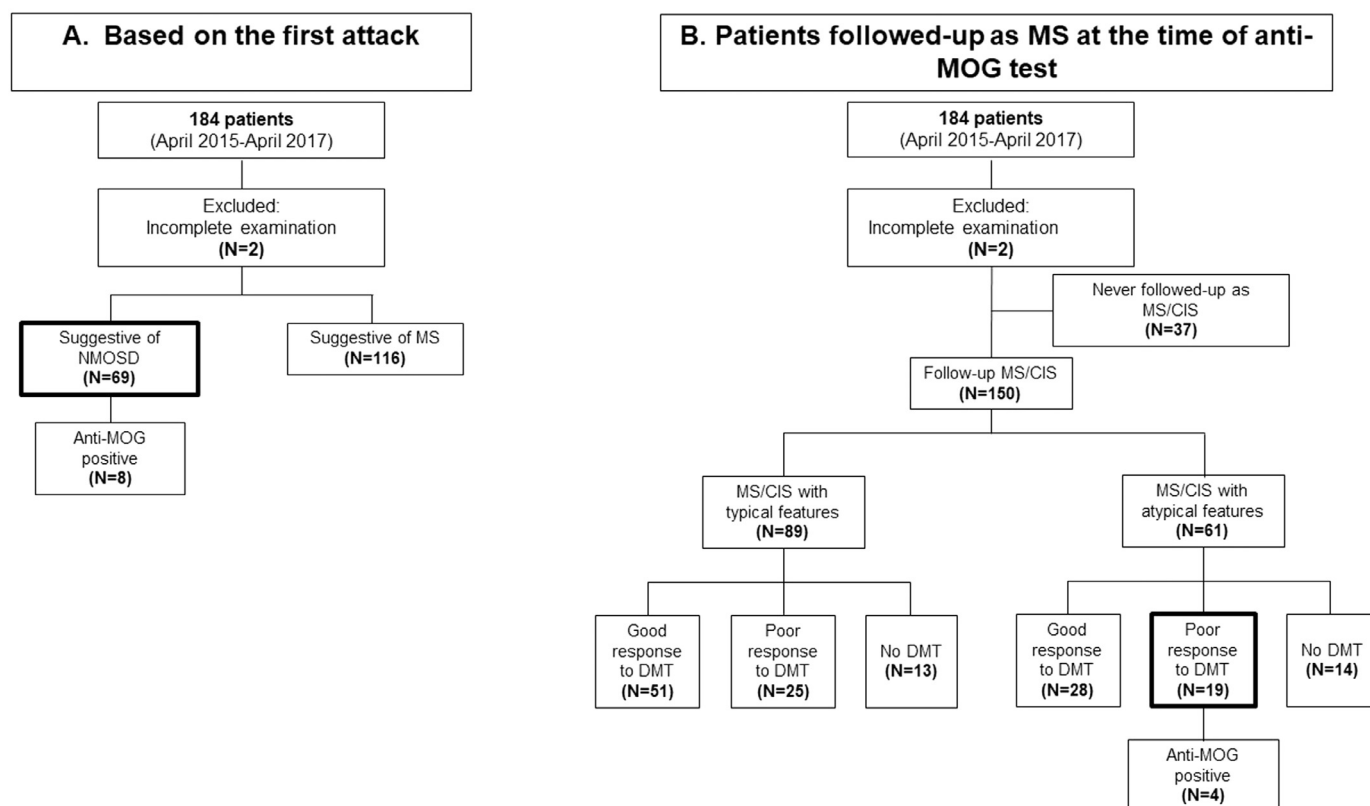 A. Based on the first attack
184 patients
(April 2015-April 2017)
Excluded:
Incomplete examination
(N=2)
Suggestive of
NMOSD
(N=69)
Suggestive of MS
(N=116)
Anti-MOG
positive
(N=8)
B. Patients followed-up as MS at the time of anti-
MOG test
184 patients
(April 2015-April 2017)
Excluded:
Incomplete examination
(N=2)
Never followed-up as
MS/CIS
(N=37)
Follow-up MS/CIS
(N=150)
MS/CIS with
typical features
(N=89)
MS/CIS with
atypical features
(N=61)
Good
response
to DMT
(N=51)
Poor
response
to DMT
(N=25)
No DMT
(N=13)
Good
response
to DMT
(N=28)
Poor
response
to DMT
(N=19)
No DMT
(N=14)
Anti-MOG
positive
(N=4)